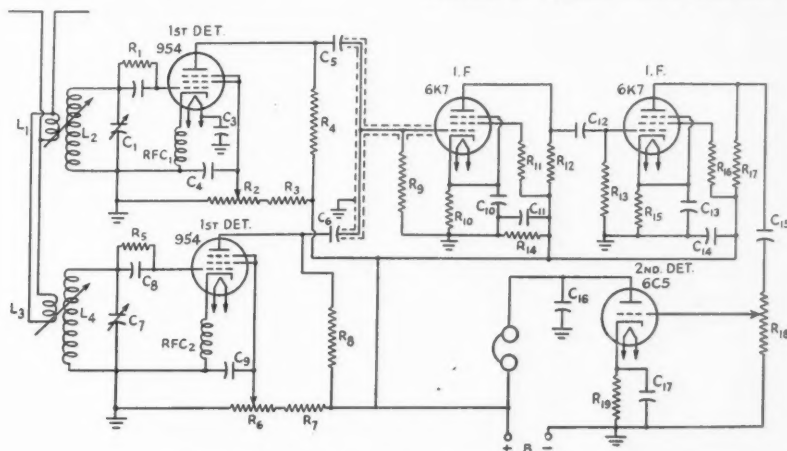 1ST DET.
954
R1
L1
L2
C1
RFC1
C3
C4
R2
R3
R4
C5
1ST DET.
954
R5
C8
L3
L4
C7
RFC2
C9
R6
R7
R8
C6
I.F.
6K7
R9
R10
C10
R11
C11
R14
R12
C12
I.F.
6K7
R13
R15
C13
C14
R16
R17
C15
2ND. DET.
6C5
C16
R18
R19
C17
+ B -